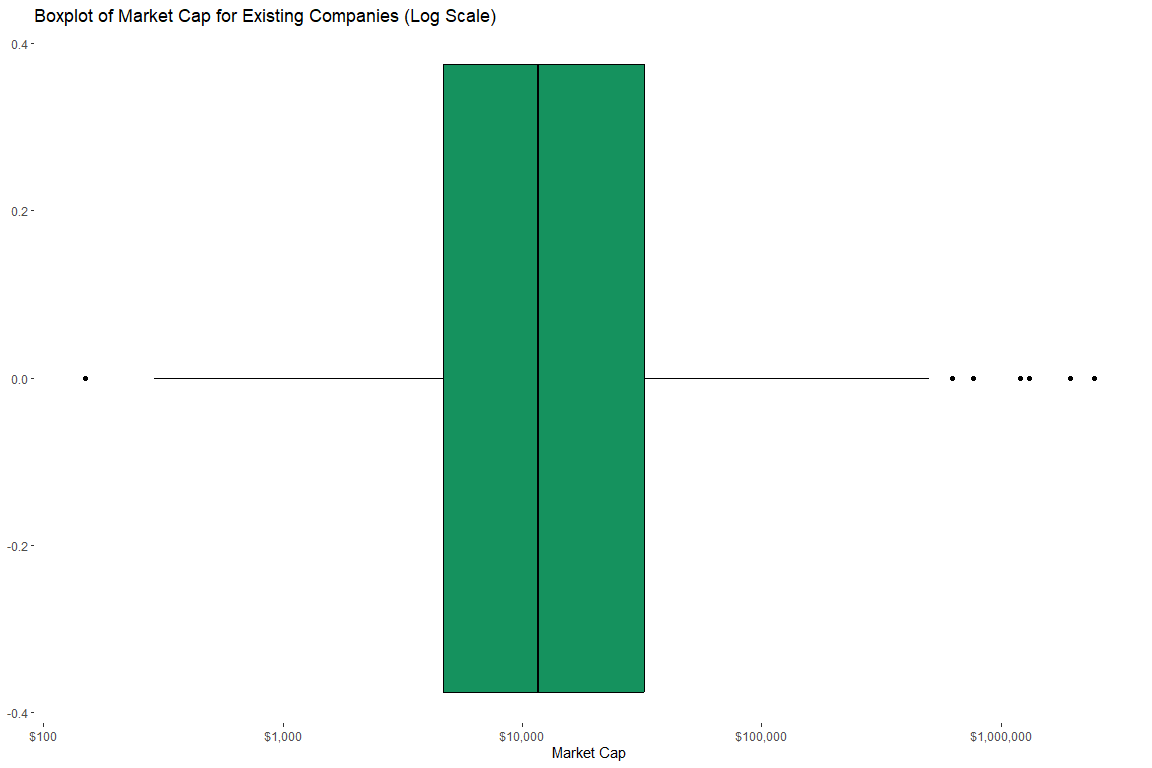 Boxplot of Market Cap for Existing Companies (Log Scale)
0.4
0.2
0.0
-0.2
-0.4
$100 $1,000 $10,000 $100,000 $1,000,000
Market Cap